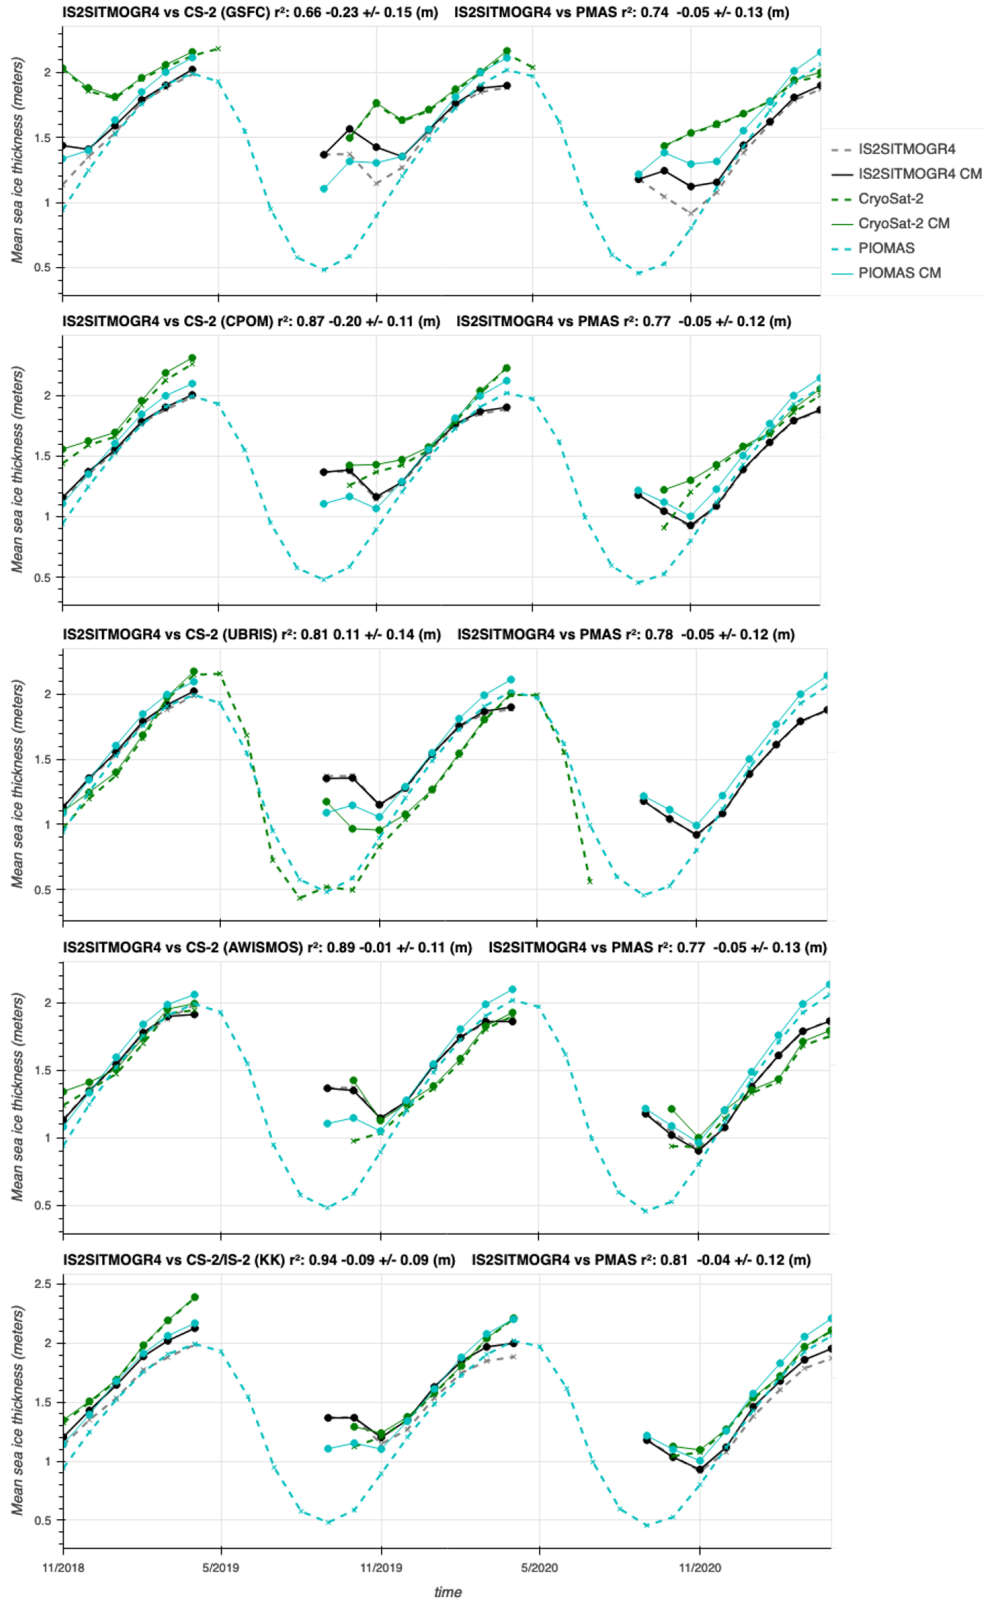 IS2SITMOGR4 vs CS-2 (GSFC) r²: 0.66 -0.23 +/- 0.15 (m) IS2SITMOGR4 vs PMAS r²: 0.74 -0.05 +/- 0.13 (m)
Mean sea ice thickness (meters)
2
1.5
1
0.5
IS2SITMOGR4
IS2SITMOGR4 CM
CryoSat-2
CryoSat-2 CM
PIOMAS
PIOMAS CM
IS2SITMOGR4 vs CS-2 (CPOM) r²: 0.87 -0.20 +/- 0.11 (m) IS2SITMOGR4 vs PMAS r²: 0.77 -0.05 +/- 0.12 (m)
Mean sea ice thickness (meters)
2
1.5
1
0.5
IS2SITMOGR4 vs CS-2 (UBRIS) r²: 0.81 0.11 +/- 0.14 (m) IS2SITMOGR4 vs PMAS r²: 0.78 -0.05 +/- 0.12 (m)
Mean sea ice thickness (meters)
2
1.5
1
0.5
IS2SITMOGR4 vs CS-2 (AWISMOS) r²: 0.89 -0.01 +/- 0.11 (m) IS2SITMOGR4 vs PMAS r²: 0.77 -0.05 +/- 0.13 (m)
Mean sea ice thickness (meters)
2
1.5
1
0.5
IS2SITMOGR4 vs CS-2/IS-2 (KK) r²: 0.94 -0.09 +/- 0.09 (m) IS2SITMOGR4 vs PMAS r²: 0.81 -0.04 +/- 0.12 (m)
Mean sea ice thickness (meters)
2.5
2
1.5
1
0.5
11/2018 5/2019 11/2019 5/2020 11/2020
time